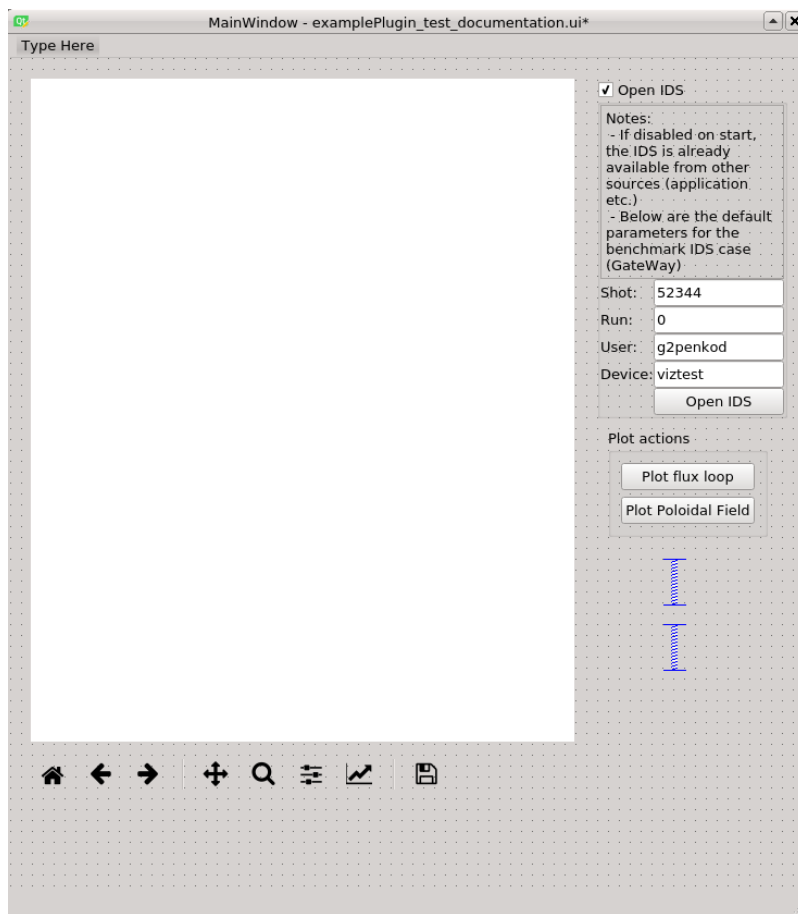 MainWindow - examplePlugin_test_documentation.ui*
Type Here
Open IDS
Notes:
- If disabled on start,
the IDS is already
available from other
sources (application
etc.)
- Below are the default
parameters for the
benchmark IDS case
(GateWay)
Shot: 52344
Run: 0
User: g2penkod
Device: viztest
Open IDS
Plot actions
Plot flux loop
Plot Poloidal Field